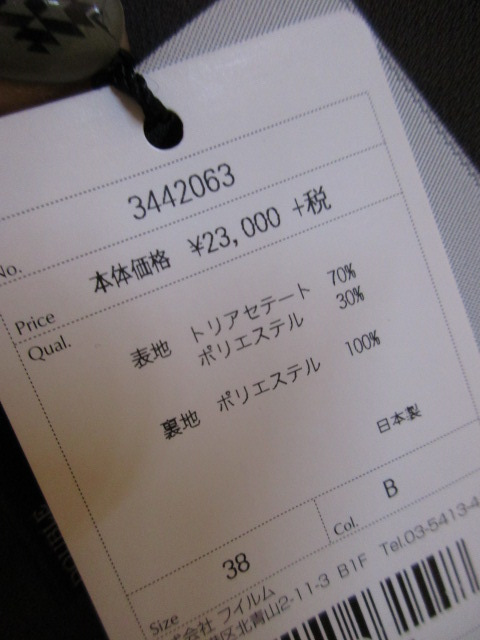 No. 3442063
Price 本体価格 ¥23,000 +税
Qual. 表地 トリアセテート 70%
ポリエステル 30%
裏地 ポリエステル 100%
日本製
Size 38 Col. B
式会社 フィルム
区北青山2-11-3 B1F Tel.03-5413-4
DOUBLE